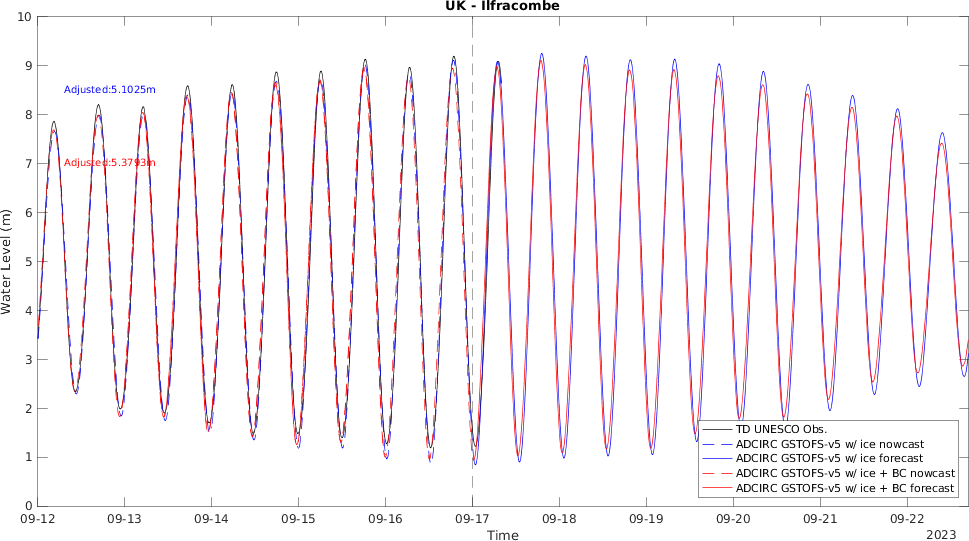 UK - Ilfracombe
10
9
8
7
6
5
4
3
2
1
0
Water Level (m)
Adjusted:5.1025m
Adjusted:5.3793m
TD UNESCO Obs.
ADCIRC GSTOFS-v5 w/ ice nowcast
ADCIRC GSTOFS-v5 w/ ice forecast
ADCIRC GSTOFS-v5 w/ ice + BC nowcast
ADCIRC GSTOFS-v5 w/ ice + BC forecast
09-12 09-13 09-14 09-15 09-16 09-17 09-18 09-19 09-20 09-21 09-22
Time
2023